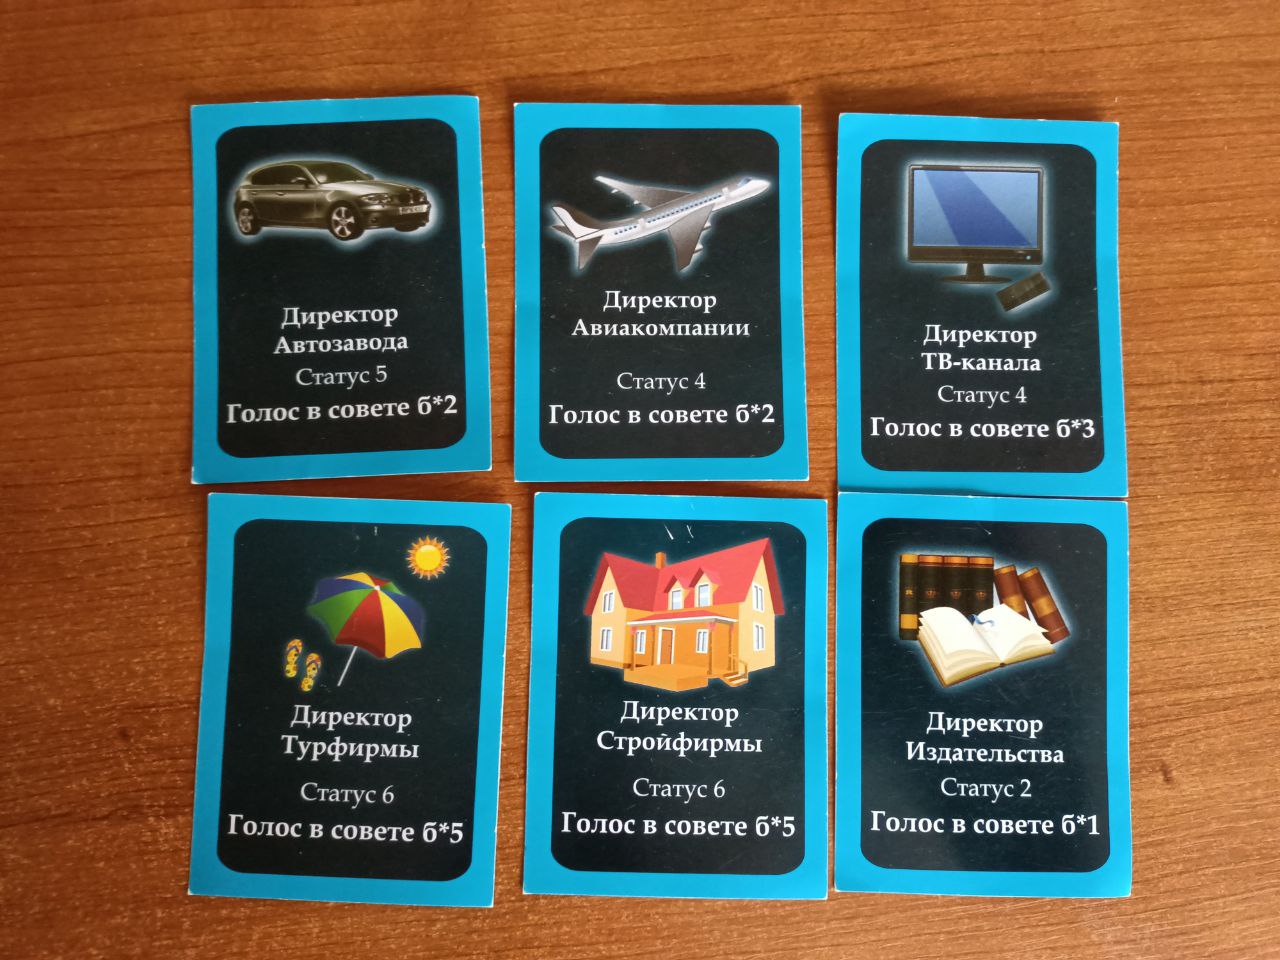 Директор
Автозавода
Статус 5
Голос в совете б*2
Директор
Авиакомпании
Статус 4
Голос в совете б*2
Директор
ТВ-канала
Статус 4
Голос в совете б*3
Директор
Турфирмы
Статус 6
Голос в совете б*5
Директор
Стройфирмы
Статус 6
Голос в совете б*5
Директор
Издательства
Статус 2
Голос в совете б*1